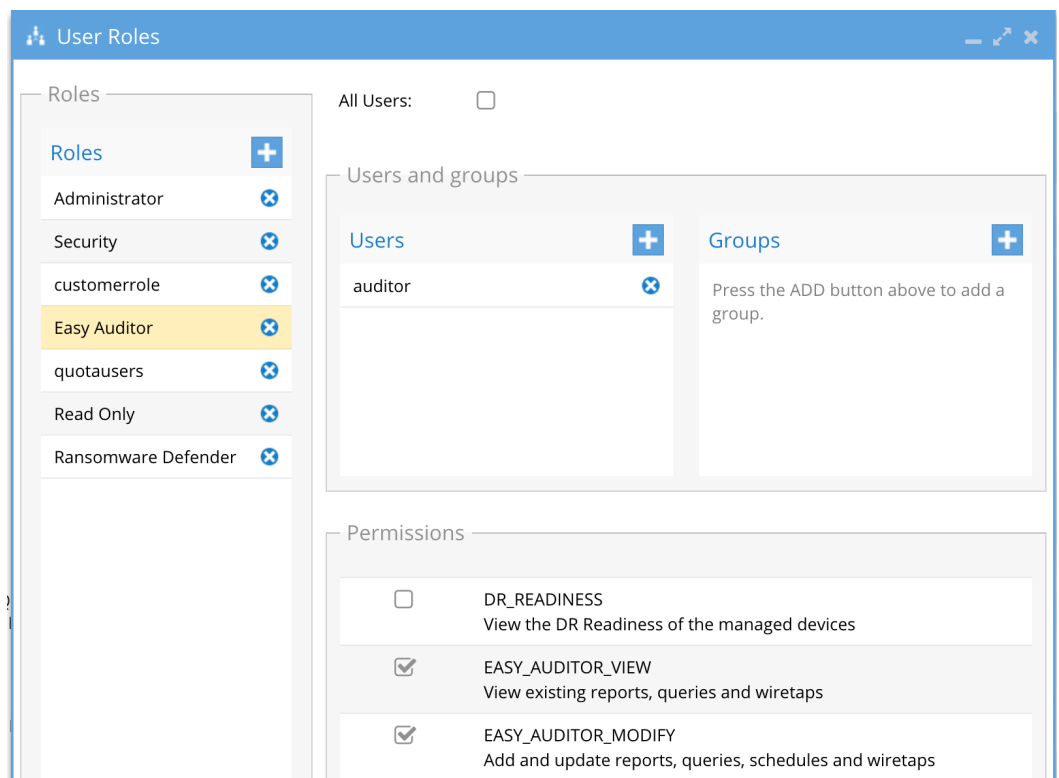 User Roles
Roles
Roles
Administrator
Security
customerrole
Easy Auditor
quotausers
Read Only
Ransomware Defender
All Users:
Users and groups
Users
auditor
Groups
Press the ADD button above to add a
group.
Permissions
DR_READINESS
View the DR Readiness of the managed devices
EASY_AUDITOR_VIEW
View existing reports, queries and wiretaps
EASY_AUDITOR_MODIFY
Add and update reports, queries, schedules and wiretaps